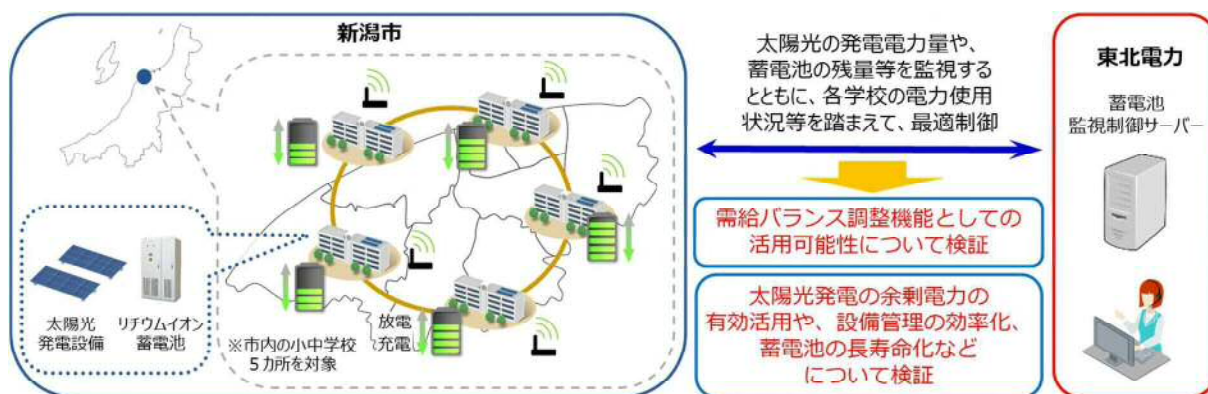 新潟市
太陽光
発電設備
リチウムイオン
蓄電池
※市内の小中学校
５カ所を対象
放電
充電
太陽光の発電電力量や、
蓄電池の残量等を監視する
とともに、各学校の電力使用
状況等を踏まえて、最適制御
需給バランス調整機能としての
活用可能性について検証
太陽光発電の余剰電力の
有効活用や、設備管理の効率化、
蓄電池の長寿命化など
について検証
東北電力
蓄電池
監視制御サーバー